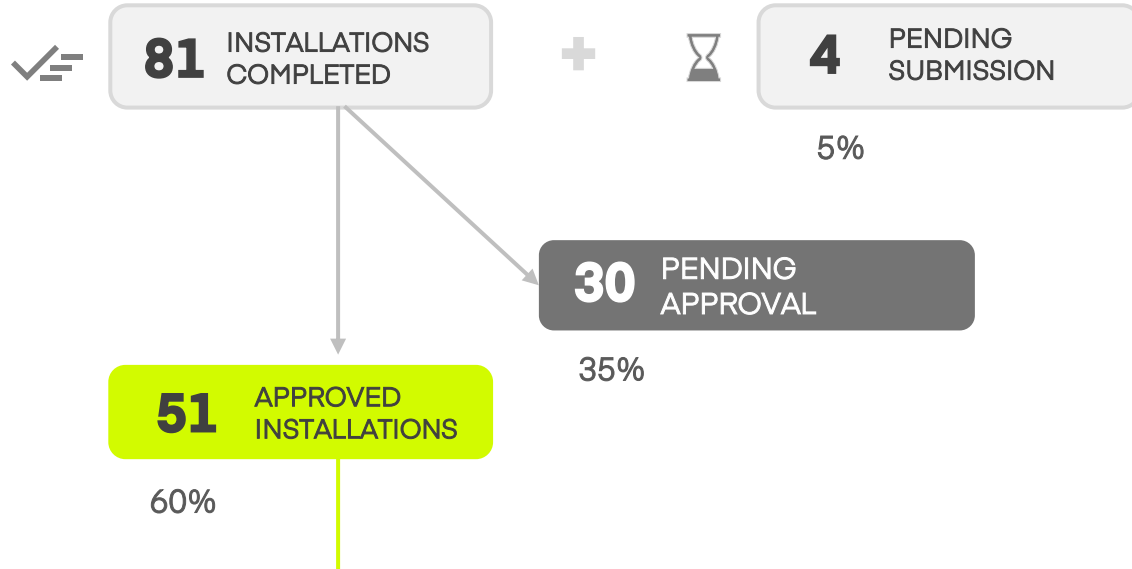 81 INSTALLATIONS
COMPLETED
4 PENDING
SUBMISSION
5%
30 PENDING
APPROVAL
35%
51 APPROVED
INSTALLATIONS
60%